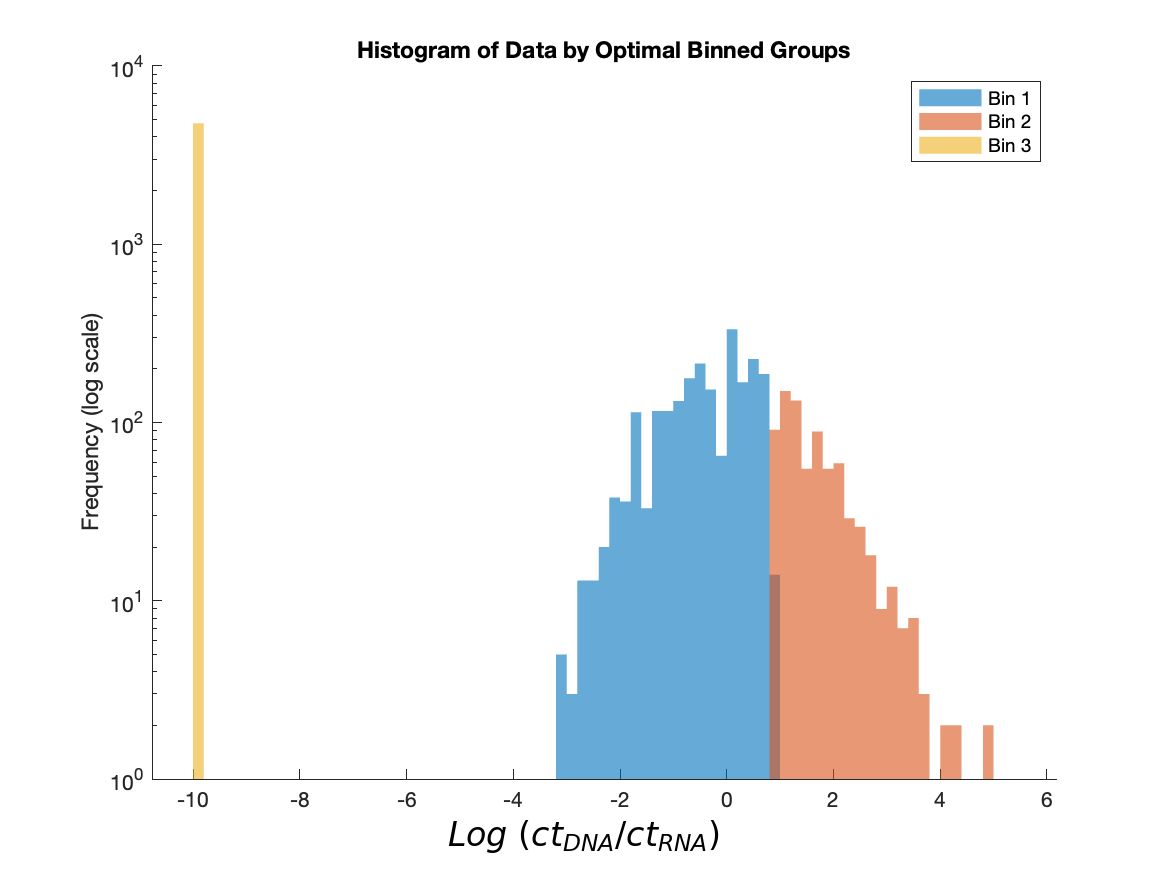 Histogram of Data by Optimal Binned Groups
10^4
10^3
10^2
10^1
10^0
Frequency (log scale)
Bin 1
Bin 2
Bin 3
-10 -8 -6 -4 -2 0 2 4 6
Log (ct_DNA/ct_RNA)